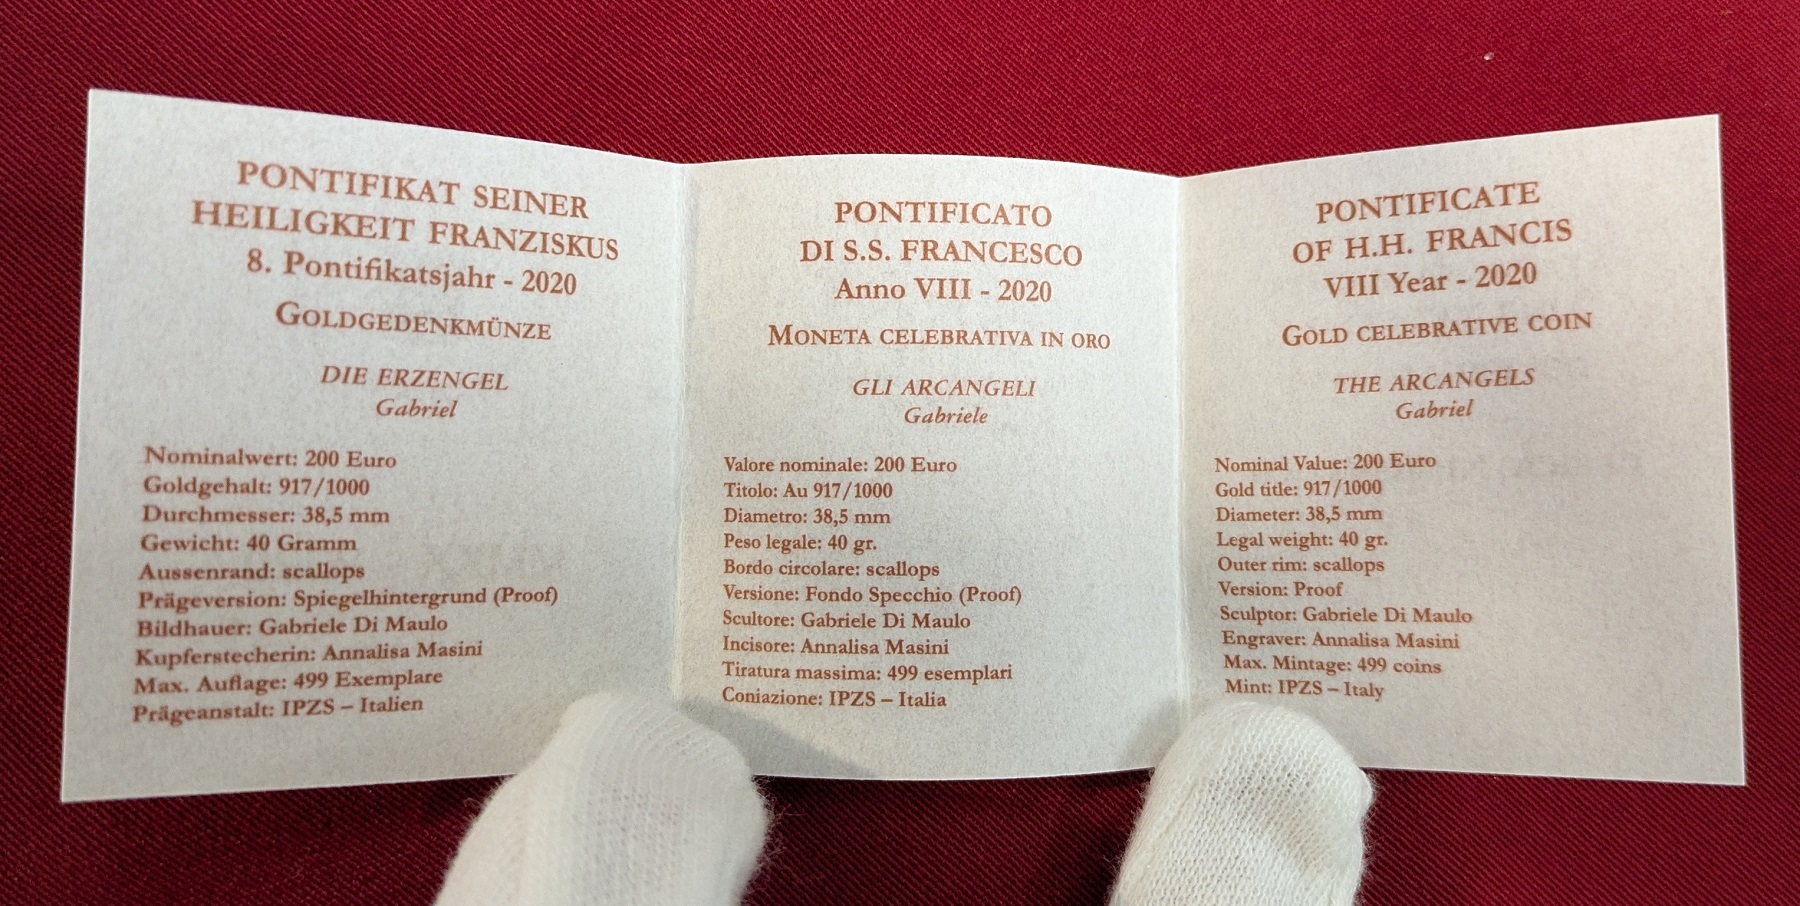 PONTIFIKAT SEINER
HEILIGKEIT FRANZISKUS
8. Pontifikatsjahr - 2020
GOLDGEDENKMÜNZE
DIE ERZENGEL
Gabriel
Nominalwert: 200 Euro
Goldgehalt: 917/1000
Durchmesser: 38,5 mm
Gewicht: 40 Gramm
Aussenrand: scallops
Prägeversion: Spiegelhintergrund (Proof)
Bildhauer: Gabriele Di Maulo
Kupferstecherin: Annalisa Masini
Max. Auflage: 499 Exemplare
Prägeanstalt: IPZS – Italien
PONTIFICATO
DI S.S. FRANCESCO
Anno VIII - 2020
MONETA CELEBRATIVA IN ORO
GLI ARCANGELI
Gabriele
Valore nominale: 200 Euro
Titolo: Au 917/1000
Diametro: 38,5 mm
Peso legale: 40 gr.
Bordo circolare: scallops
Versione: Fondo Specchio (Proof)
Scultore: Gabriele Di Maulo
Incisore: Annalisa Masini
Tiratura massima: 499 esemplari
Coniazione: IPZS – Italia
PONTIFICATE
OF H.H. FRANCIS
VIII Year - 2020
GOLD CELEBRATIVE COIN
THE ARCANGELS
Gabriel
Nominal Value: 200 Euro
Gold title: 917/1000
Diameter: 38,5 mm
Legal weight: 40 gr.
Outer rim: scallops
Version: Proof
Sculptor: Gabriele Di Maulo
Engraver: Annalisa Masini
Max. Mintage: 499 coins
Mint: IPZS – Italy